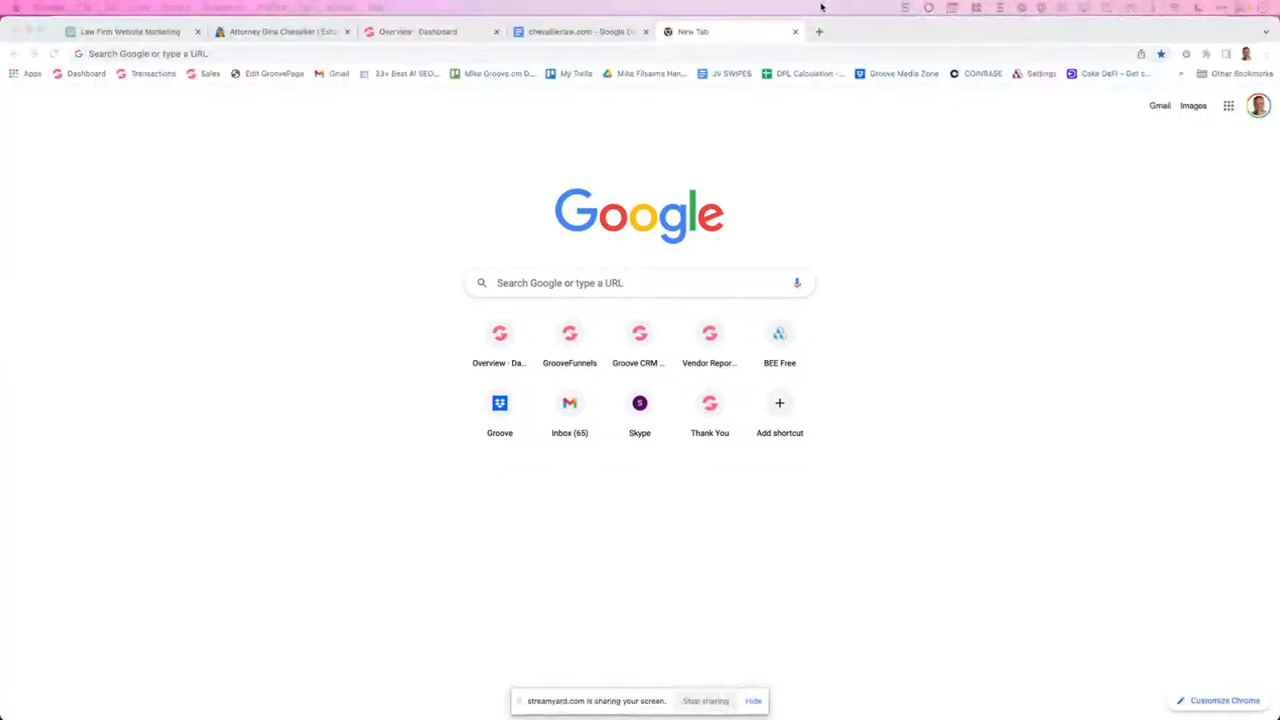 Law Firm Website Marketing
Attorney Gina Chevalier | Esta
Overview · Dashboard
chevallierlaw.com - Google D
New Tab
Search Google or type a URL
Apps
Dashboard
Transactions
Sales
Edit GroovePage
Gmail
33+ Best AI SEO...
Mike Groove.cm D...
My Trello
Mike Filsaime Han...
JV SWIPES
DPL Calculation -...
Groove Media Zone
COINBASE
Settings
Cake DeFi – Get c...
»
Other Bookmarks
Gmail
Images
Google
Search Google or type a URL
Overview · Da...
GrooveFunnels
Groove CRM ...
Vendor Repor...
BEE Free
Groove
Inbox (65)
S
Skype
Thank You
Add shortcut
streamyard.com is sharing your screen.
Stop sharing
Hide
Customize Chrome